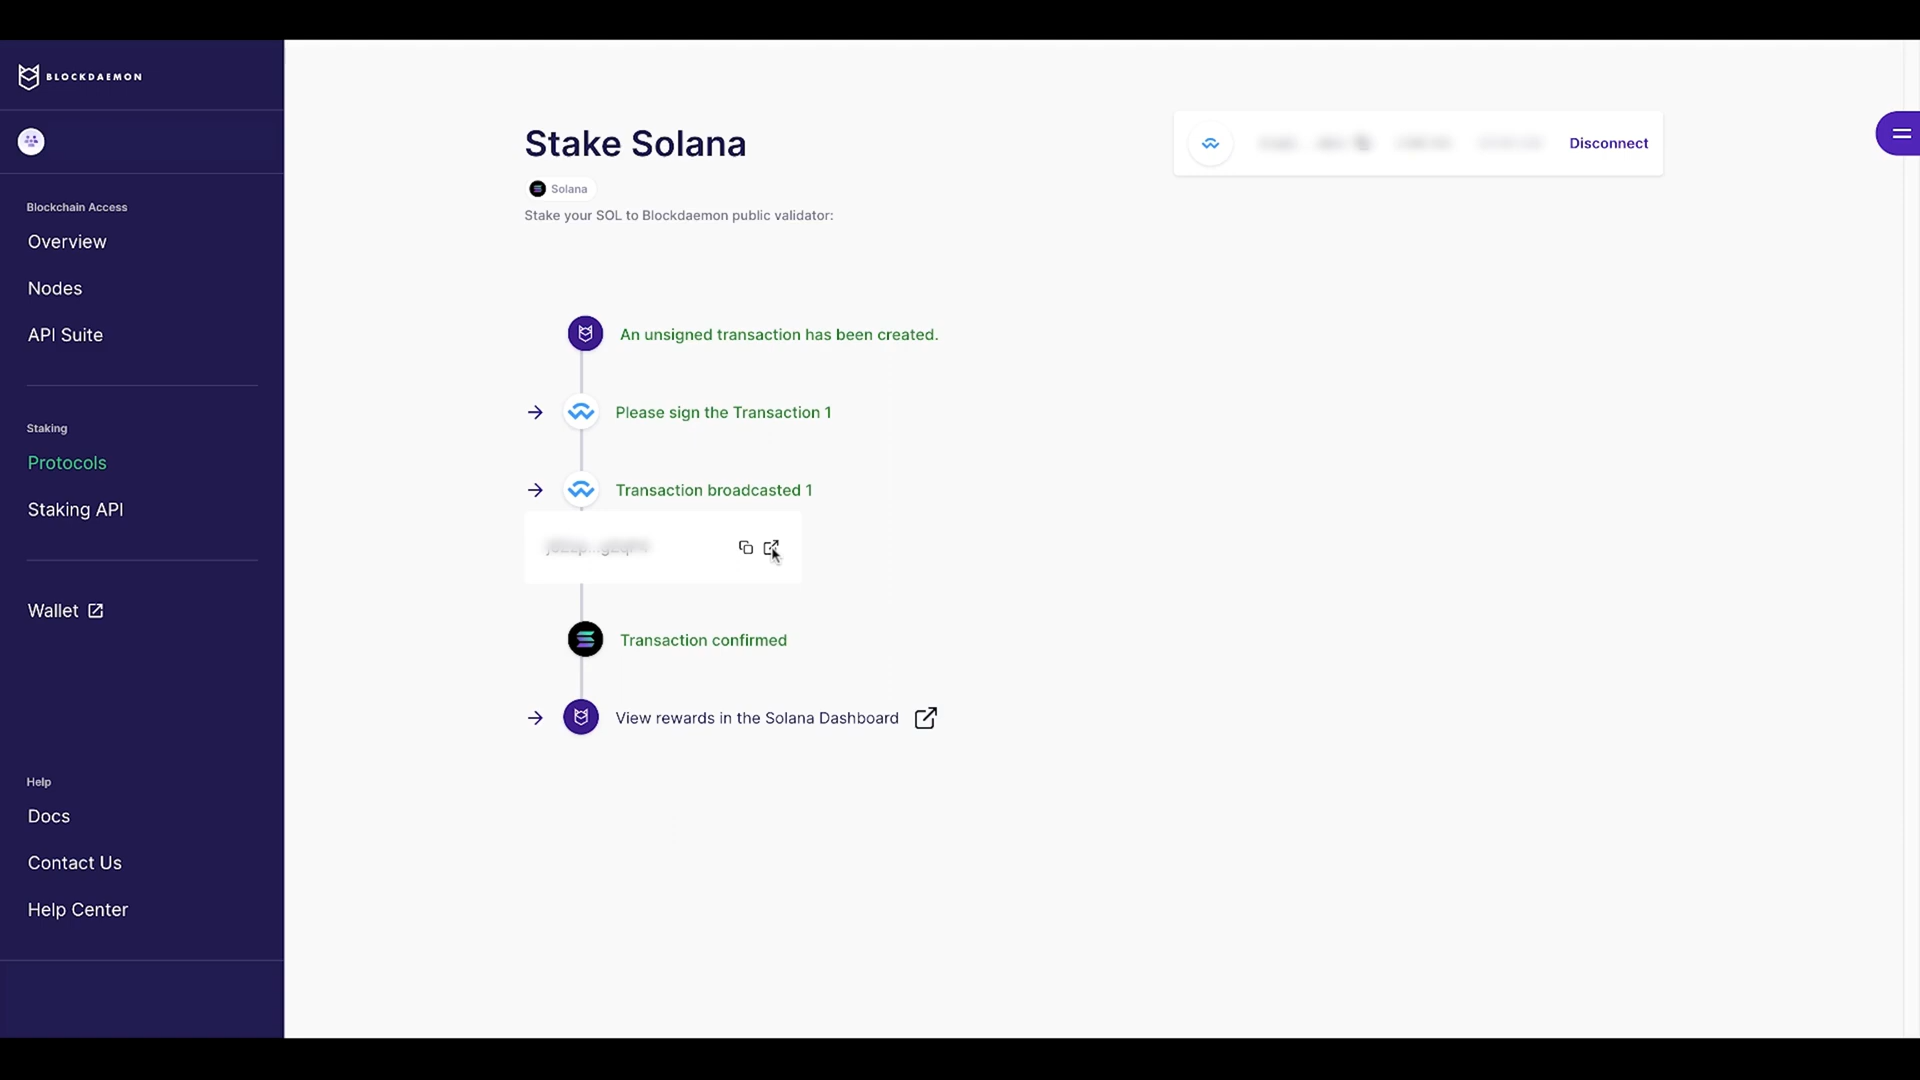 BLOCKDAEMON
Blockchain Access
Overview
Nodes
API Suite
Staking
Protocols
Staking API
Wallet
Help
Docs
Contact Us
Help Center
Stake Solana
Solana
Stake your SOL to Blockdaemon public validator:
Disconnect
An unsigned transaction has been created.
Please sign the Transaction 1
Transaction broadcasted 1
Transaction confirmed
View rewards in the Solana Dashboard